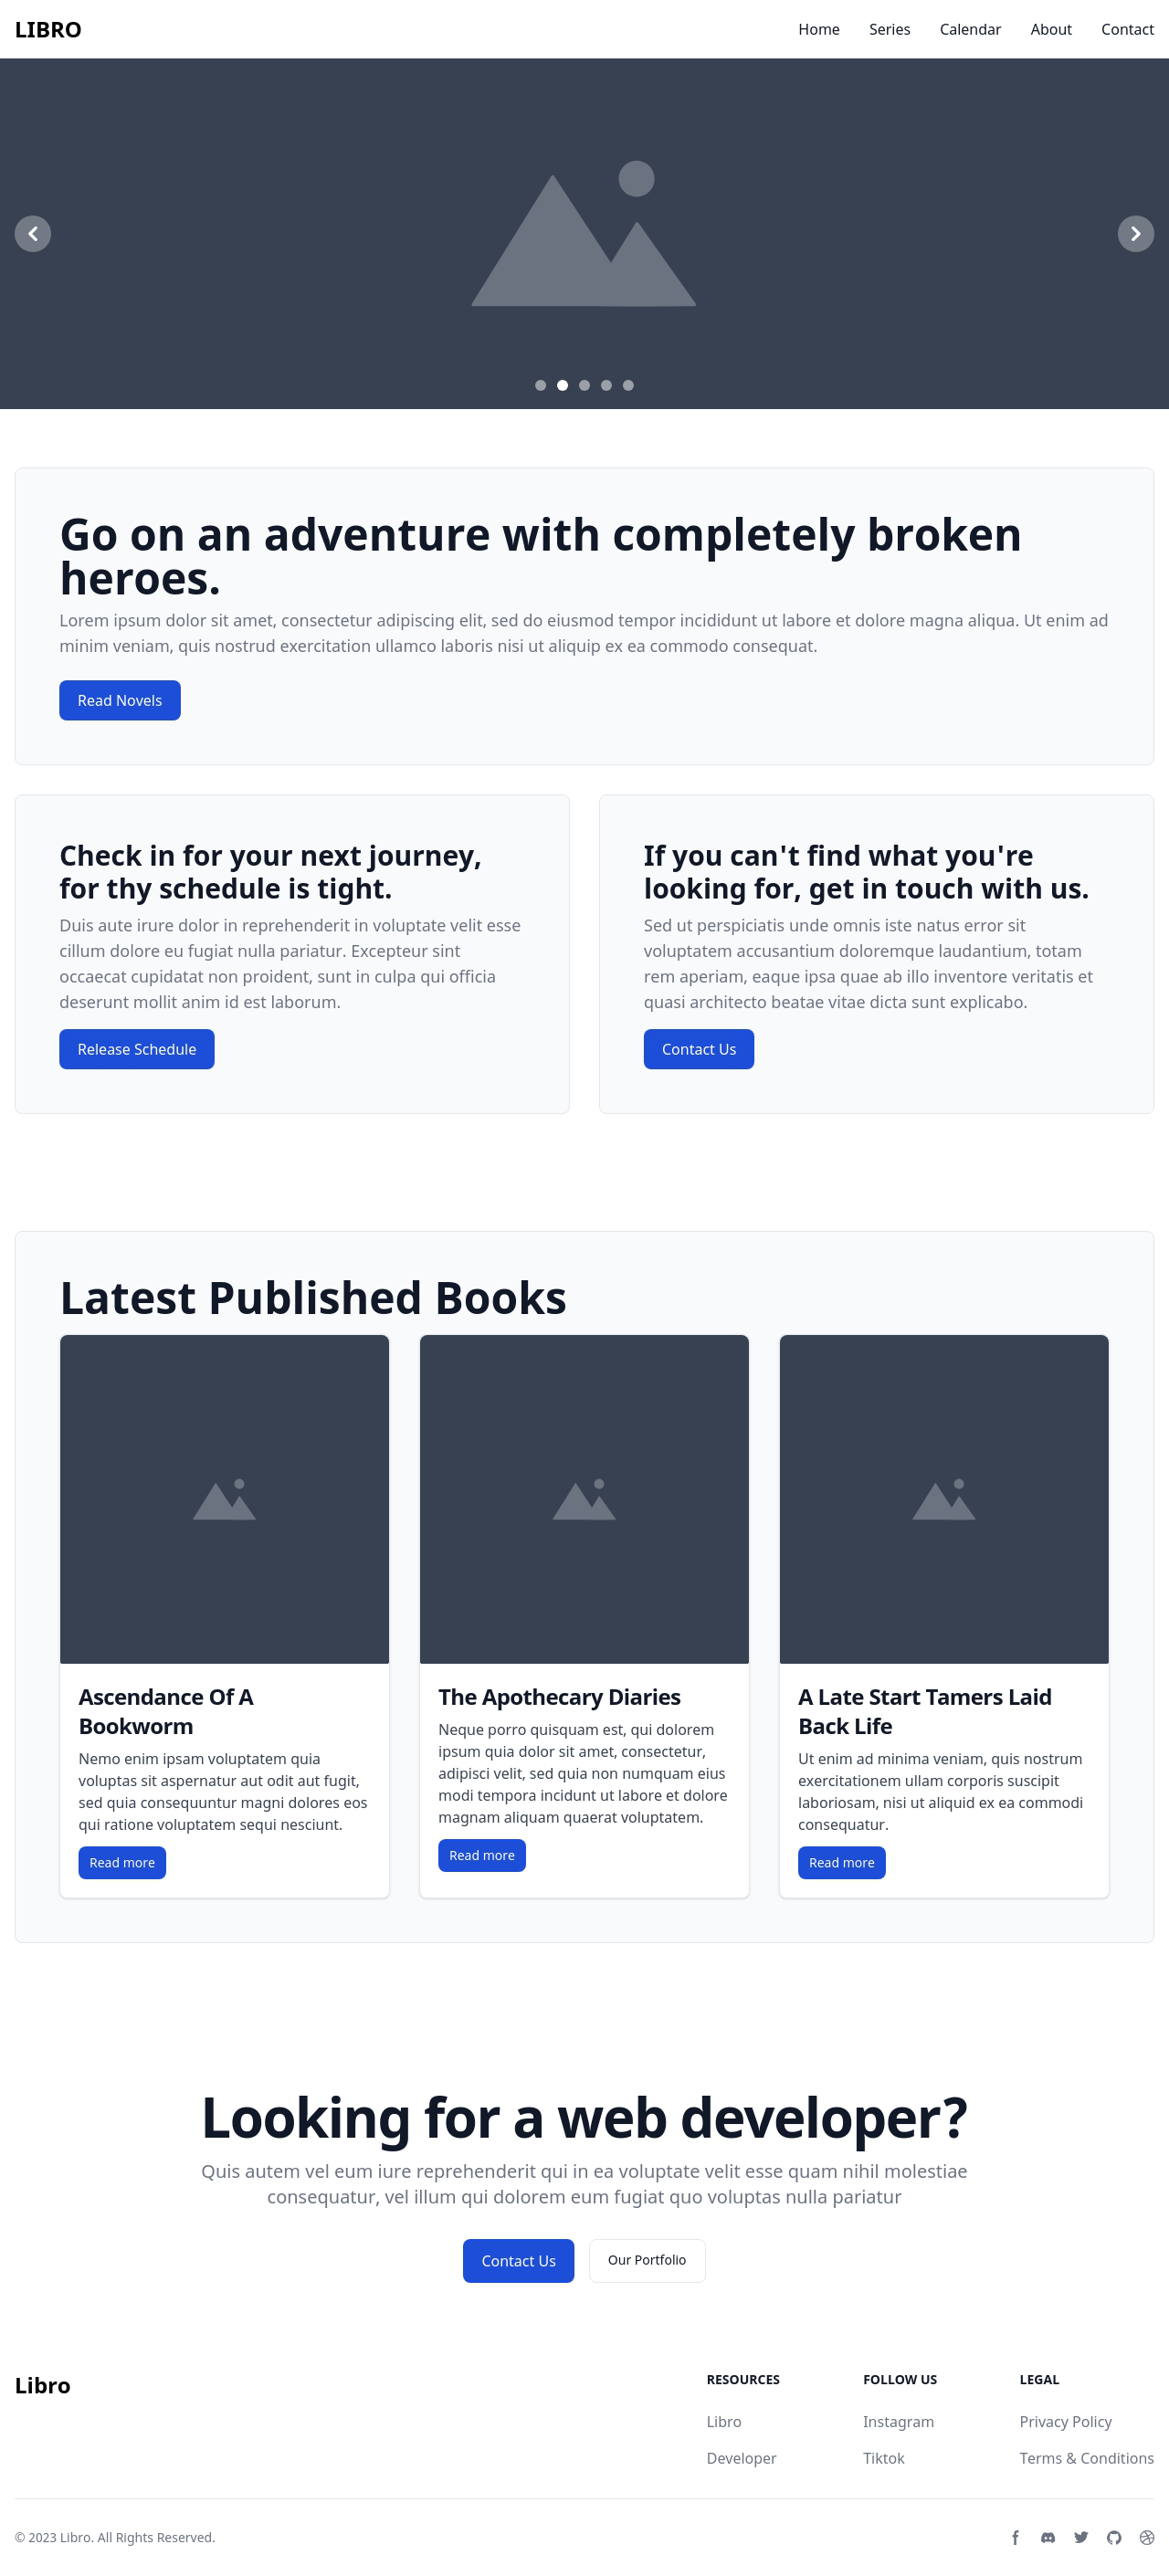 LIBRO
Home Series Calendar About Contact
Go on an adventure with completely broken
heroes.
Lorem ipsum dolor sit amet, consectetur adipiscing elit, sed do eiusmod tempor incididunt ut labore et dolore magna aliqua. Ut enim ad
minim veniam, quis nostrud exercitation ullamco laboris nisi ut aliquip ex ea commodo consequat.
Read Novels
Check in for your next journey,
for thy schedule is tight.
Duis aute irure dolor in reprehenderit in voluptate velit esse
cillum dolore eu fugiat nulla pariatur. Excepteur sint
occaecat cupidatat non proident, sunt in culpa qui officia
deserunt mollit anim id est laborum.
Release Schedule
If you can't find what you're
looking for, get in touch with us.
Sed ut perspiciatis unde omnis iste natus error sit
voluptatem accusantium doloremque laudantium, totam
rem aperiam, eaque ipsa quae ab illo inventore veritatis et
quasi architecto beatae vitae dicta sunt explicabo.
Contact Us
Latest Published Books
Ascendance Of A
Bookworm
Nemo enim ipsam voluptatem quia
voluptas sit aspernatur aut odit aut fugit,
sed quia consequuntur magni dolores eos
qui ratione voluptatem sequi nesciunt.
Read more
The Apothecary Diaries
Neque porro quisquam est, qui dolorem
ipsum quia dolor sit amet, consectetur,
adipisci velit, sed quia non numquam eius
modi tempora incidunt ut labore et dolore
magnam aliquam quaerat voluptatem.
Read more
A Late Start Tamers Laid
Back Life
Ut enim ad minima veniam, quis nostrum
exercitationem ullam corporis suscipit
laboriosam, nisi ut aliquid ex ea commodi
consequatur.
Read more
Looking for a web developer?
Quis autem vel eum iure reprehenderit qui in ea voluptate velit esse quam nihil molestiae
consequatur, vel illum qui dolorem eum fugiat quo voluptas nulla pariatur
Contact Us
Our Portfolio
Libro
RESOURCES
Libro
Developer
FOLLOW US
Instagram
Tiktok
LEGAL
Privacy Policy
Terms & Conditions
© 2023 Libro. All Rights Reserved.